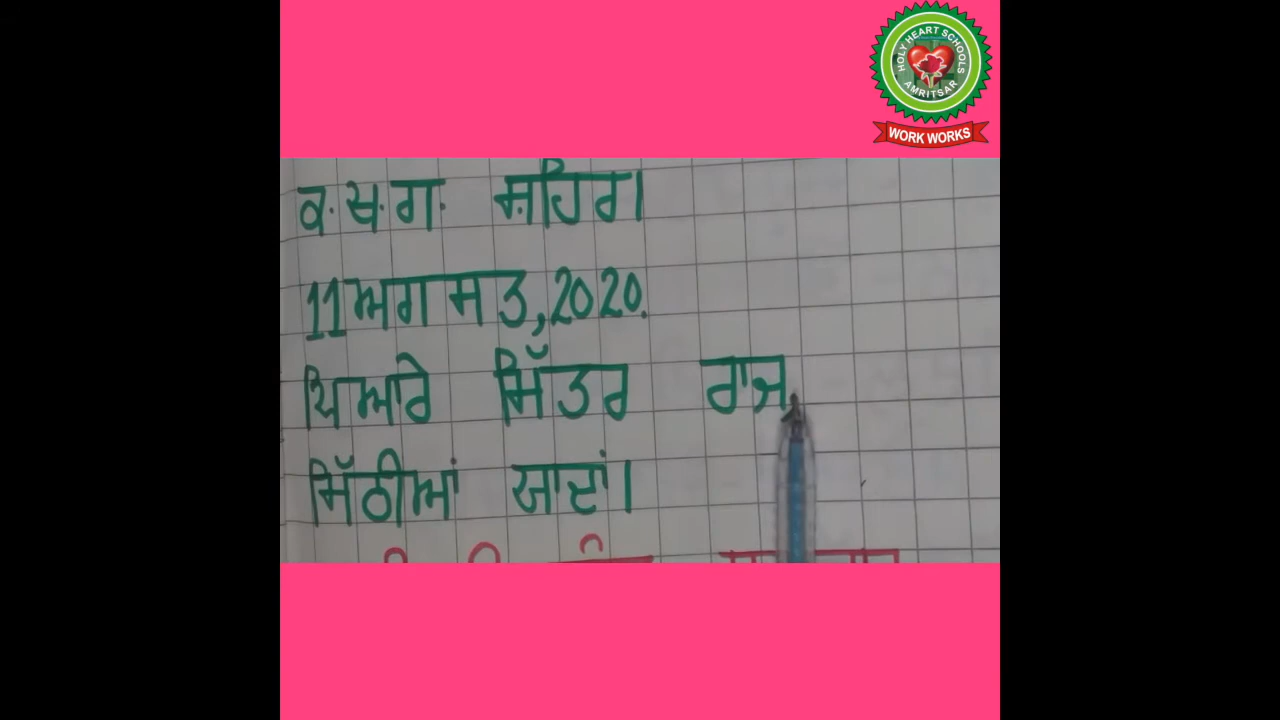 HOLY HEART SCHOOLS
AMRITSAR
WORK WORKS
ਕ.ਖ.ਗ. ਸ਼ਹਿਰ।
11 ਅਗਸਤ, 2020.
ਪਿਆਰੇ ਮਿੱਤਰ ਰਾਜ,
ਮਿੱਠੀਆਂ ਯਾਦਾਂ।